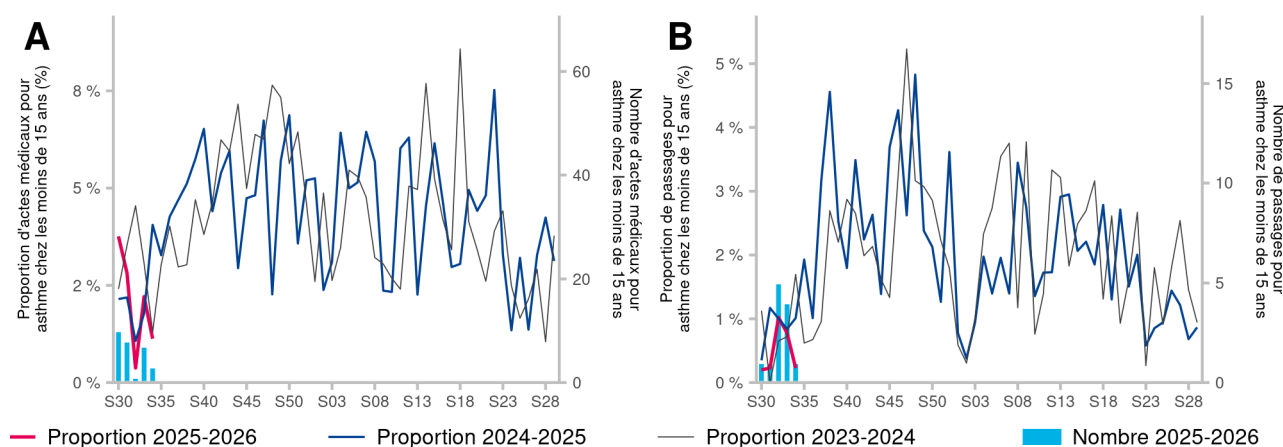 A
Proportion d'actes médicaux pour
asthme chez les moins de 15 ans (%)
8 %
5 %
2 %
0 %
60
40
20
0
Nombre d'actes médicaux pour
asthme chez les moins de 15 ans
S30 S35 S40 S45 S50 S03 S08 S13 S18 S23 S28
B
Proportion de passages pour
asthme chez les moins de 15 ans (%)
5 %
4 %
3 %
2 %
1 %
0 %
15
10
5
0
Nombre de passages pour
asthme chez les moins de 15 ans
S30 S35 S40 S45 S50 S03 S08 S13 S18 S23 S28
Proportion 2025-2026 Proportion 2024-2025 Proportion 2023-2024 Nombre 2025-2026